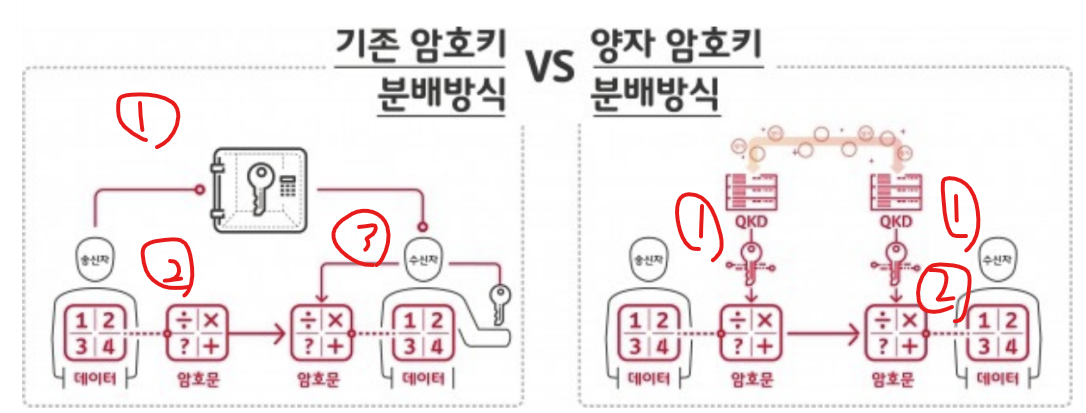 기존 암호키
분배방식
VS
양자 암호키
분배방식
①
송신자
②
③
수신자
1 2
3 4
÷ ×
? +
÷ ×
? +
1 2
3 4
데이터
암호문
암호문
데이터
QKD
QKD
①
①
송신자
수신자
②
1 2
3 4
÷ ×
? +
÷ ×
? +
1 2
3 4
데이터
암호문
암호문
데이터